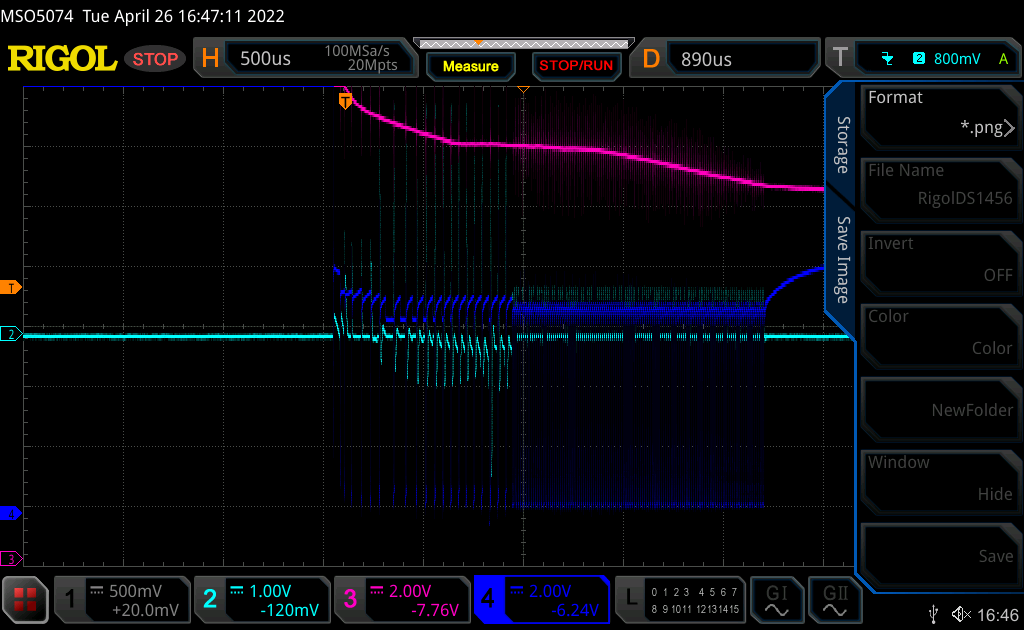 MSO5074 Tue April 26 16:47:11 2022
RIGOL STOP H 500us 100MSa/s 20Mpts Measure STOP/RUN D 890us T 2 800mV A
T
Storage
Save Image
Format
*.png
File Name
RigolDS1456
Invert
OFF
Color
Color
NewFolder
Window
Hide
Save
T
2
4
3
1 500mV +20.0mV
2 1.00V -120mV
3 2.00V -7.76V
4 2.00V -6.24V
L 0 1 2 3 4 5 6 7
8 9 10 11 12 13 14 15
GI
GII
16:46